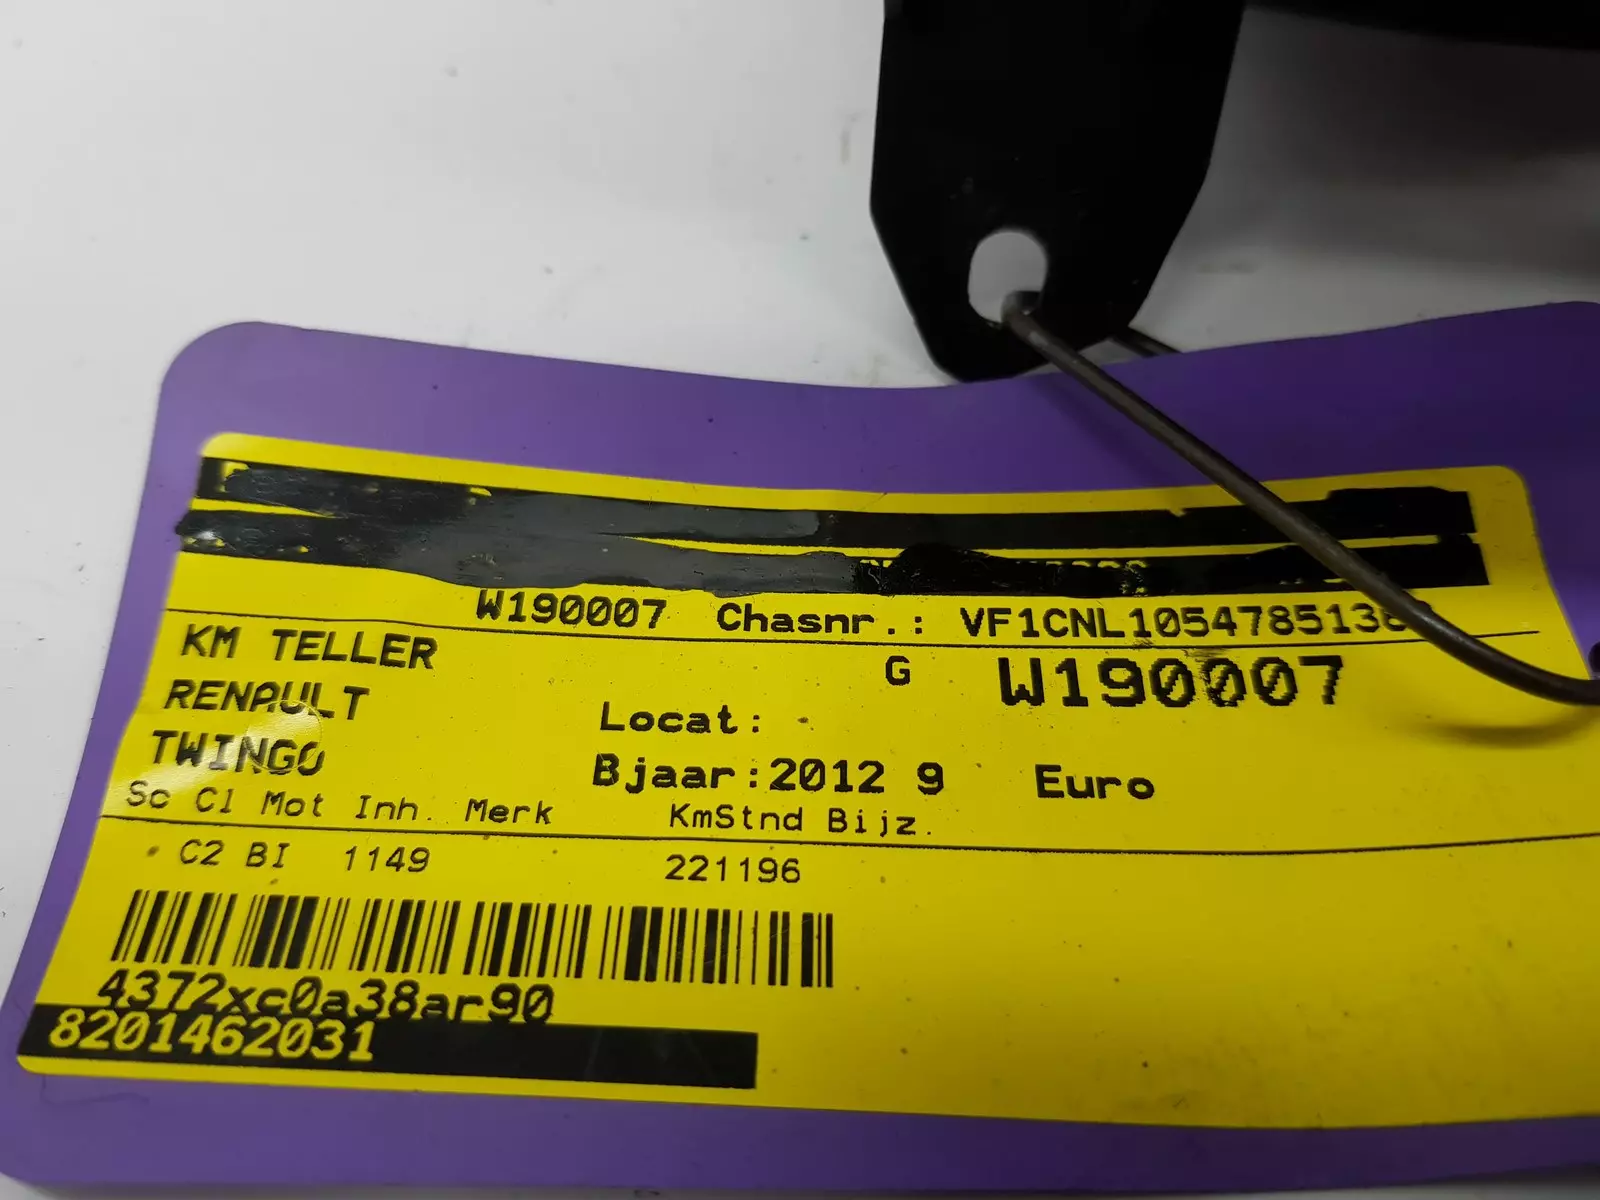 W190007 Chasnr.:
KM TELLER G W190007
RENAULT Locat:
TWINGO Bjaar:2012 9 Euro
Sc Cl Mot Inh. Merk KmStnd Bijz.
C2 BI 1149 221196
4372xc0a38ar90
8201462031